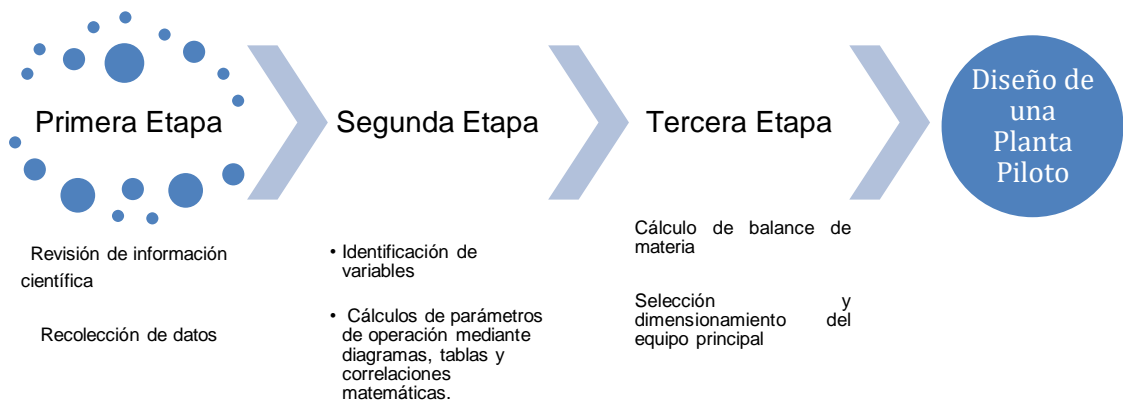 Primera Etapa
Revisión de información
científica
Recolección de datos
Segunda Etapa
• Identificación de
variables
• Cálculos de parámetros
de operación mediante
diagramas, tablas y
correlaciones
matemáticas.
Tercera Etapa
Cálculo de balance de
materia
Selección y
dimensionamiento del
equipo principal
Diseño de
una
Planta
Piloto